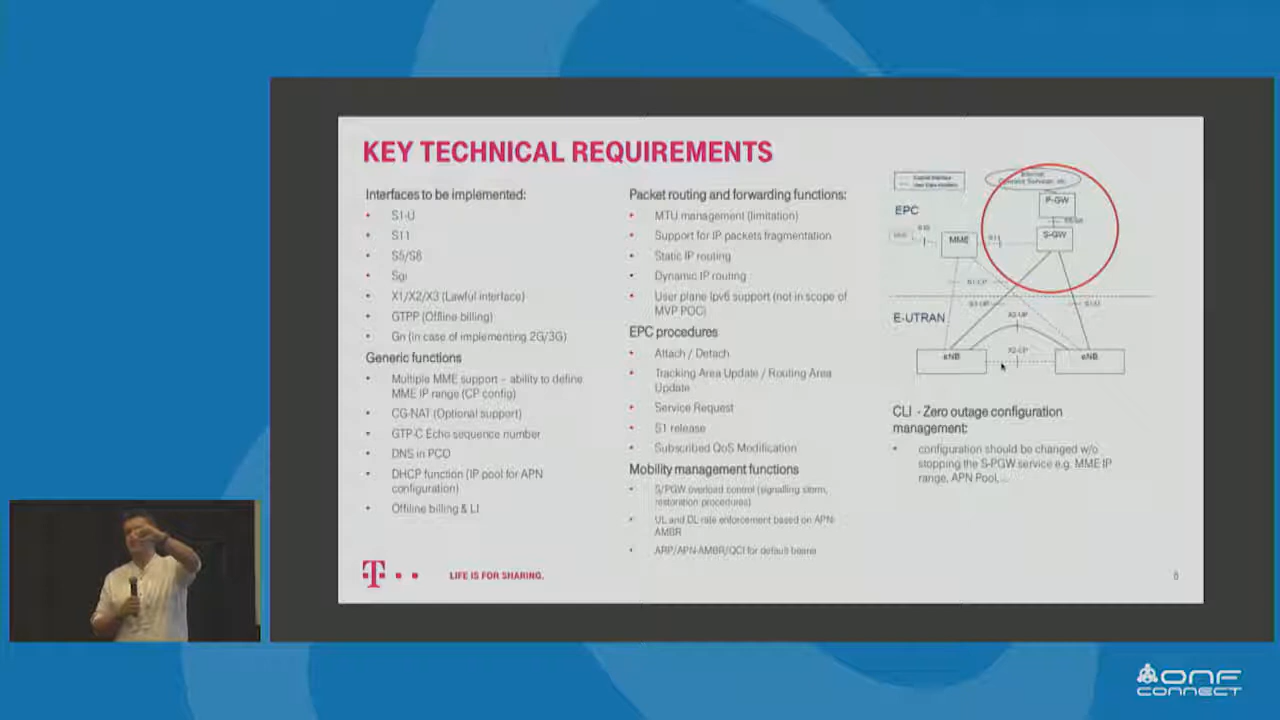 KEY TECHNICAL REQUIREMENTS
Interfaces to be implemented:
• S1-U
• S11
• S5/S8
• Sgi
• X1/X2/X3 (Lawful interface)
• GTPP (Offline billing)
• Gn (in case of implementing 2G/3G)
Generic functions
• Multiple MME support – ability to define
MME IP range (CP config)
• CG-NAT (Optional support)
• GTP-C Echo sequence number
• DNS in PCO
• DHCP function (IP pool for APN
configuration)
• Offiline billing & LI
Packet routing and forwarding functions:
• MTU management (limitation)
• Support for IP packets fragmentation
• Static IP routing
• Dynamic IP routing
• User plane Ipv6 support (not in scope of
MVP POC)
EPC procedures
• Attach / Detach
• Tracking Area Update / Routing Area
Update
• Service Request
• S1 release
• Subscribed QoS Modification
Mobility management functions
• S/PGW overload control (signalling storm,
restoration procedures)
• UL and DL rate enforcement based on APN-
AMBR
• ARP/APN-AMBR/QCI for default bearer
P-GW
EPC
S-GW
MME
S11
E-UTRAN
X2-UP
X2-CP
eNB
eNB
CLI - Zero outage configuration
management:
• configuration should be changed w/o
stopping the S-PGW service e.g. MME IP
range, APN Pool,...
T
LIFE IS FOR SHARING.
8
ONF
CONNECT